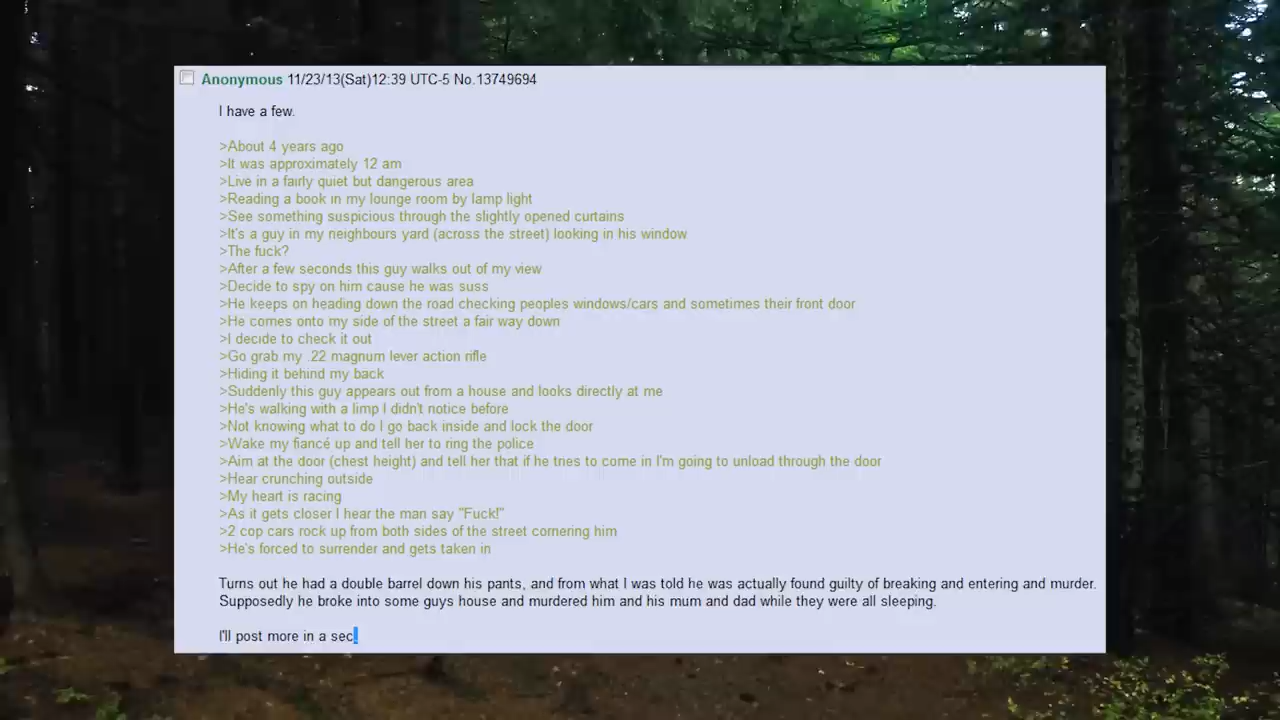 Anonymous 11/23/13(Sat)12:39 UTC-5 No.13749694
I have a few.
>About 4 years ago
>It was approximately 12 am
>Live in a fairly quiet but dangerous area
>Reading a book in my lounge room by lamp light
>See something suspicious through the slightly opened curtains
>It's a guy in my neighbours yard (across the street) looking in his window
>The fuck?
>After a few seconds this guy walks out of my view
>Decide to spy on him cause he was suss
>He keeps on heading down the road checking peoples windows/cars and sometimes their front door
>He comes onto my side of the street a fair way down
>I decide to check it out
>Go grab my .22 magnum lever action rifle
>Hiding it behind my back
>Suddenly this guy appears out from a house and looks directly at me
>He's walking with a limp I didn't notice before
>Not knowing what to do I go back inside and lock the door
>Wake my fiancé up and tell her to ring the police
>Aim at the door (chest height) and tell her that if he tries to come in I'm going to unload through the door
>Hear crunching outside
>My heart is racing
>As it gets closer I hear the man say "Fuck!"
>2 cop cars rock up from both sides of the street cornering him
>He's forced to surrender and gets taken in
Turns out he had a double barrel down his pants, and from what I was told he was actually found guilty of breaking and entering and murder.
Supposedly he broke into some guys house and murdered him and his mum and dad while they were all sleeping.
I'll post more in a sec.